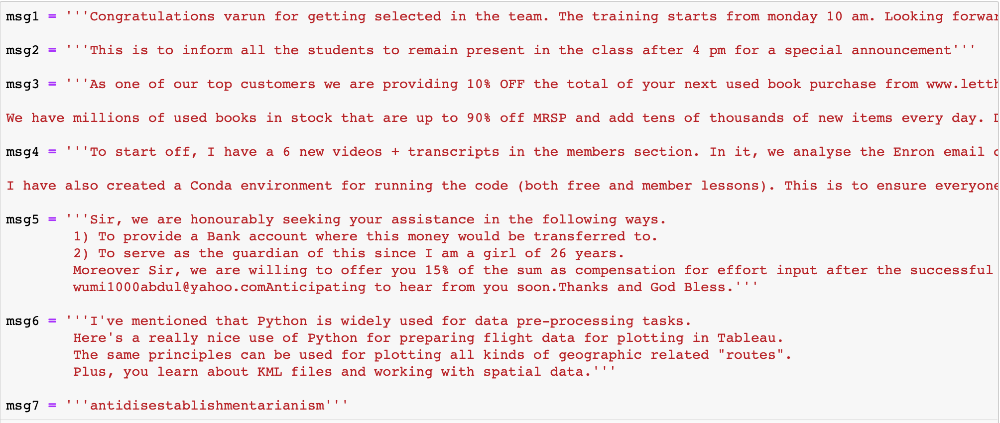 msg1 = '''Congratulations varun for getting selected in the team. The training starts from monday 10 am. Looking
msg2 = '''This is to inform all the students to remain present in the class after 4 pm for a special announcement'''
msg3 = '''As one of our top customers we are providing 10% OFF the total of your next used book purchase from
We have millions of used books in stock that are up to 90% off MRSP and add tens of thousands of new items every day.
msg4 = '''To start off, I have a 6 new videos + transcripts in the members section. In it, we analyse the Enron email
I have also created a Conda environment for running the code (both free and member lessons). This is to ensure everyone
msg5 = '''Sir, we are honourably seeking your assistance in the following ways.
1) To provide a Bank account where this money would be transferred to.
2) To serve as the guardian of this since I am a girl of 26 years.
Moreover Sir, we are willing to offer you 15% of the sum as compensation for effort input after the successful
wumi1000abdul@yahoo.comAnticipating to hear from you soon.Thanks and God Bless.'''
msg6 = '''I've mentioned that Python is widely used for data pre-processing tasks.
Here's a really nice use of Python for preparing flight data for plotting in Tableau.
The same principles can be used for plotting all kinds of geographic related "routes".
Plus, you learn about KML files and working with spatial data.'''
msg7 = '''antidisestablishmentarianism'''